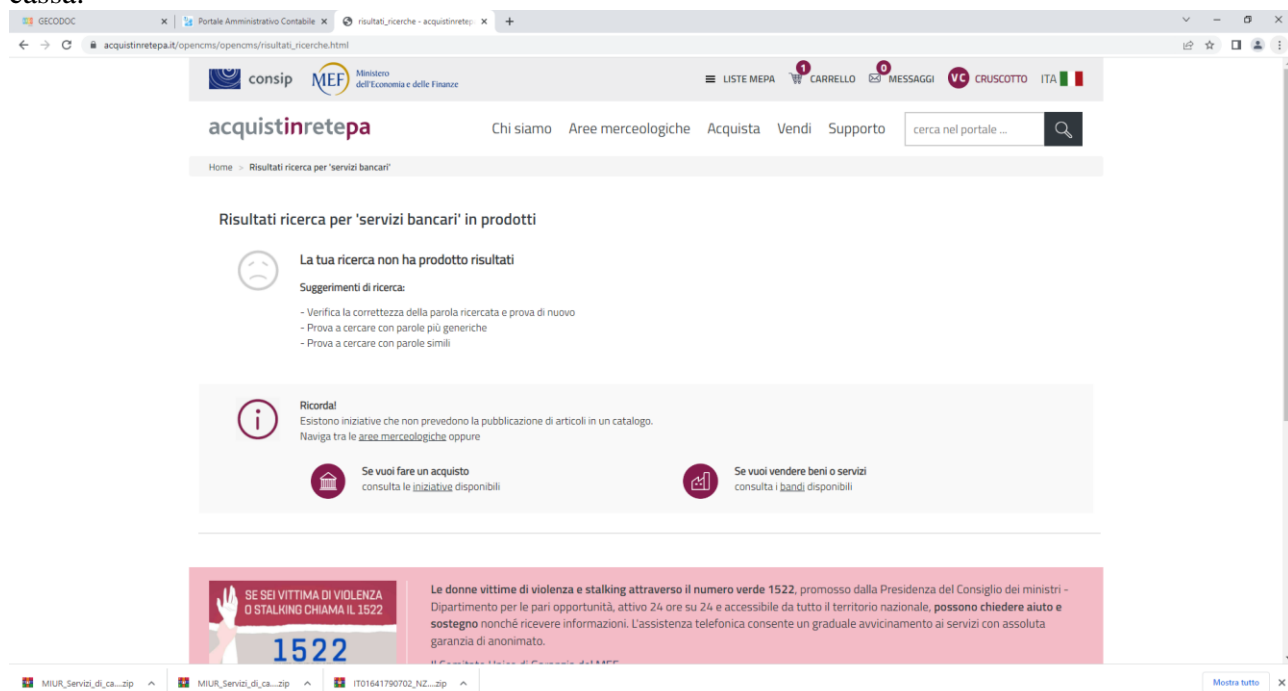 cassa.
GECODOC
Portale Amministrativo Contabile
risultati_ricerche - acquistinretep
acquistinretepa.it/opencms/opencms/risultati_ricerche.html
consip MEF Ministero
dell'Economia e delle Finanze
LISTE MEPA 1 CARRELLO 0 MESSAGGI VC CRUSCOTTO ITA
acquistinretepa Chi siamo Aree merceologiche Acquista Vendi Supporto cerca nel portale ...
Home > Risultati ricerca per 'servizi bancari'
Risultati ricerca per 'servizi bancari' in prodotti
La tua ricerca non ha prodotto risultati
Suggerimenti di ricerca:
- Verifica la correttezza della parola ricercata e prova di nuovo
- Prova a cercare con parole più generiche
- Prova a cercare con parole simili
Ricorda!
Esistono iniziative che non prevedono la pubblicazione di articoli in un catalogo.
Naviga tra le aree merceologiche oppure
Se vuoi fare un acquisto
consulta le iniziative disponibili
Se vuoi vendere beni o servizi
consulta i bandi disponibili
SE SEI VITTIMA DI VIOLENZA
O STALKING CHIAMA IL 1522
1522
Le donne vittime di violenza e stalking attraverso il numero verde 1522, promosso dalla Presidenza del Consiglio dei ministri -
Dipartimento per le pari opportunità, attivo 24 ore su 24 e accessibile da tutto il territorio nazionale, possono chiedere aiuto e
sostegno nonché ricevere informazioni. L'assistenza telefonica consente un graduale avvicinamento ai servizi con assoluta
garanzia di anonimato.
Il Comitato Unico di Garanzia del MEF
MIUR_Servizi_di_ca....zip
MIUR_Servizi_di_ca....zip
IT01641790702_NZ....zip
Mostra tutto